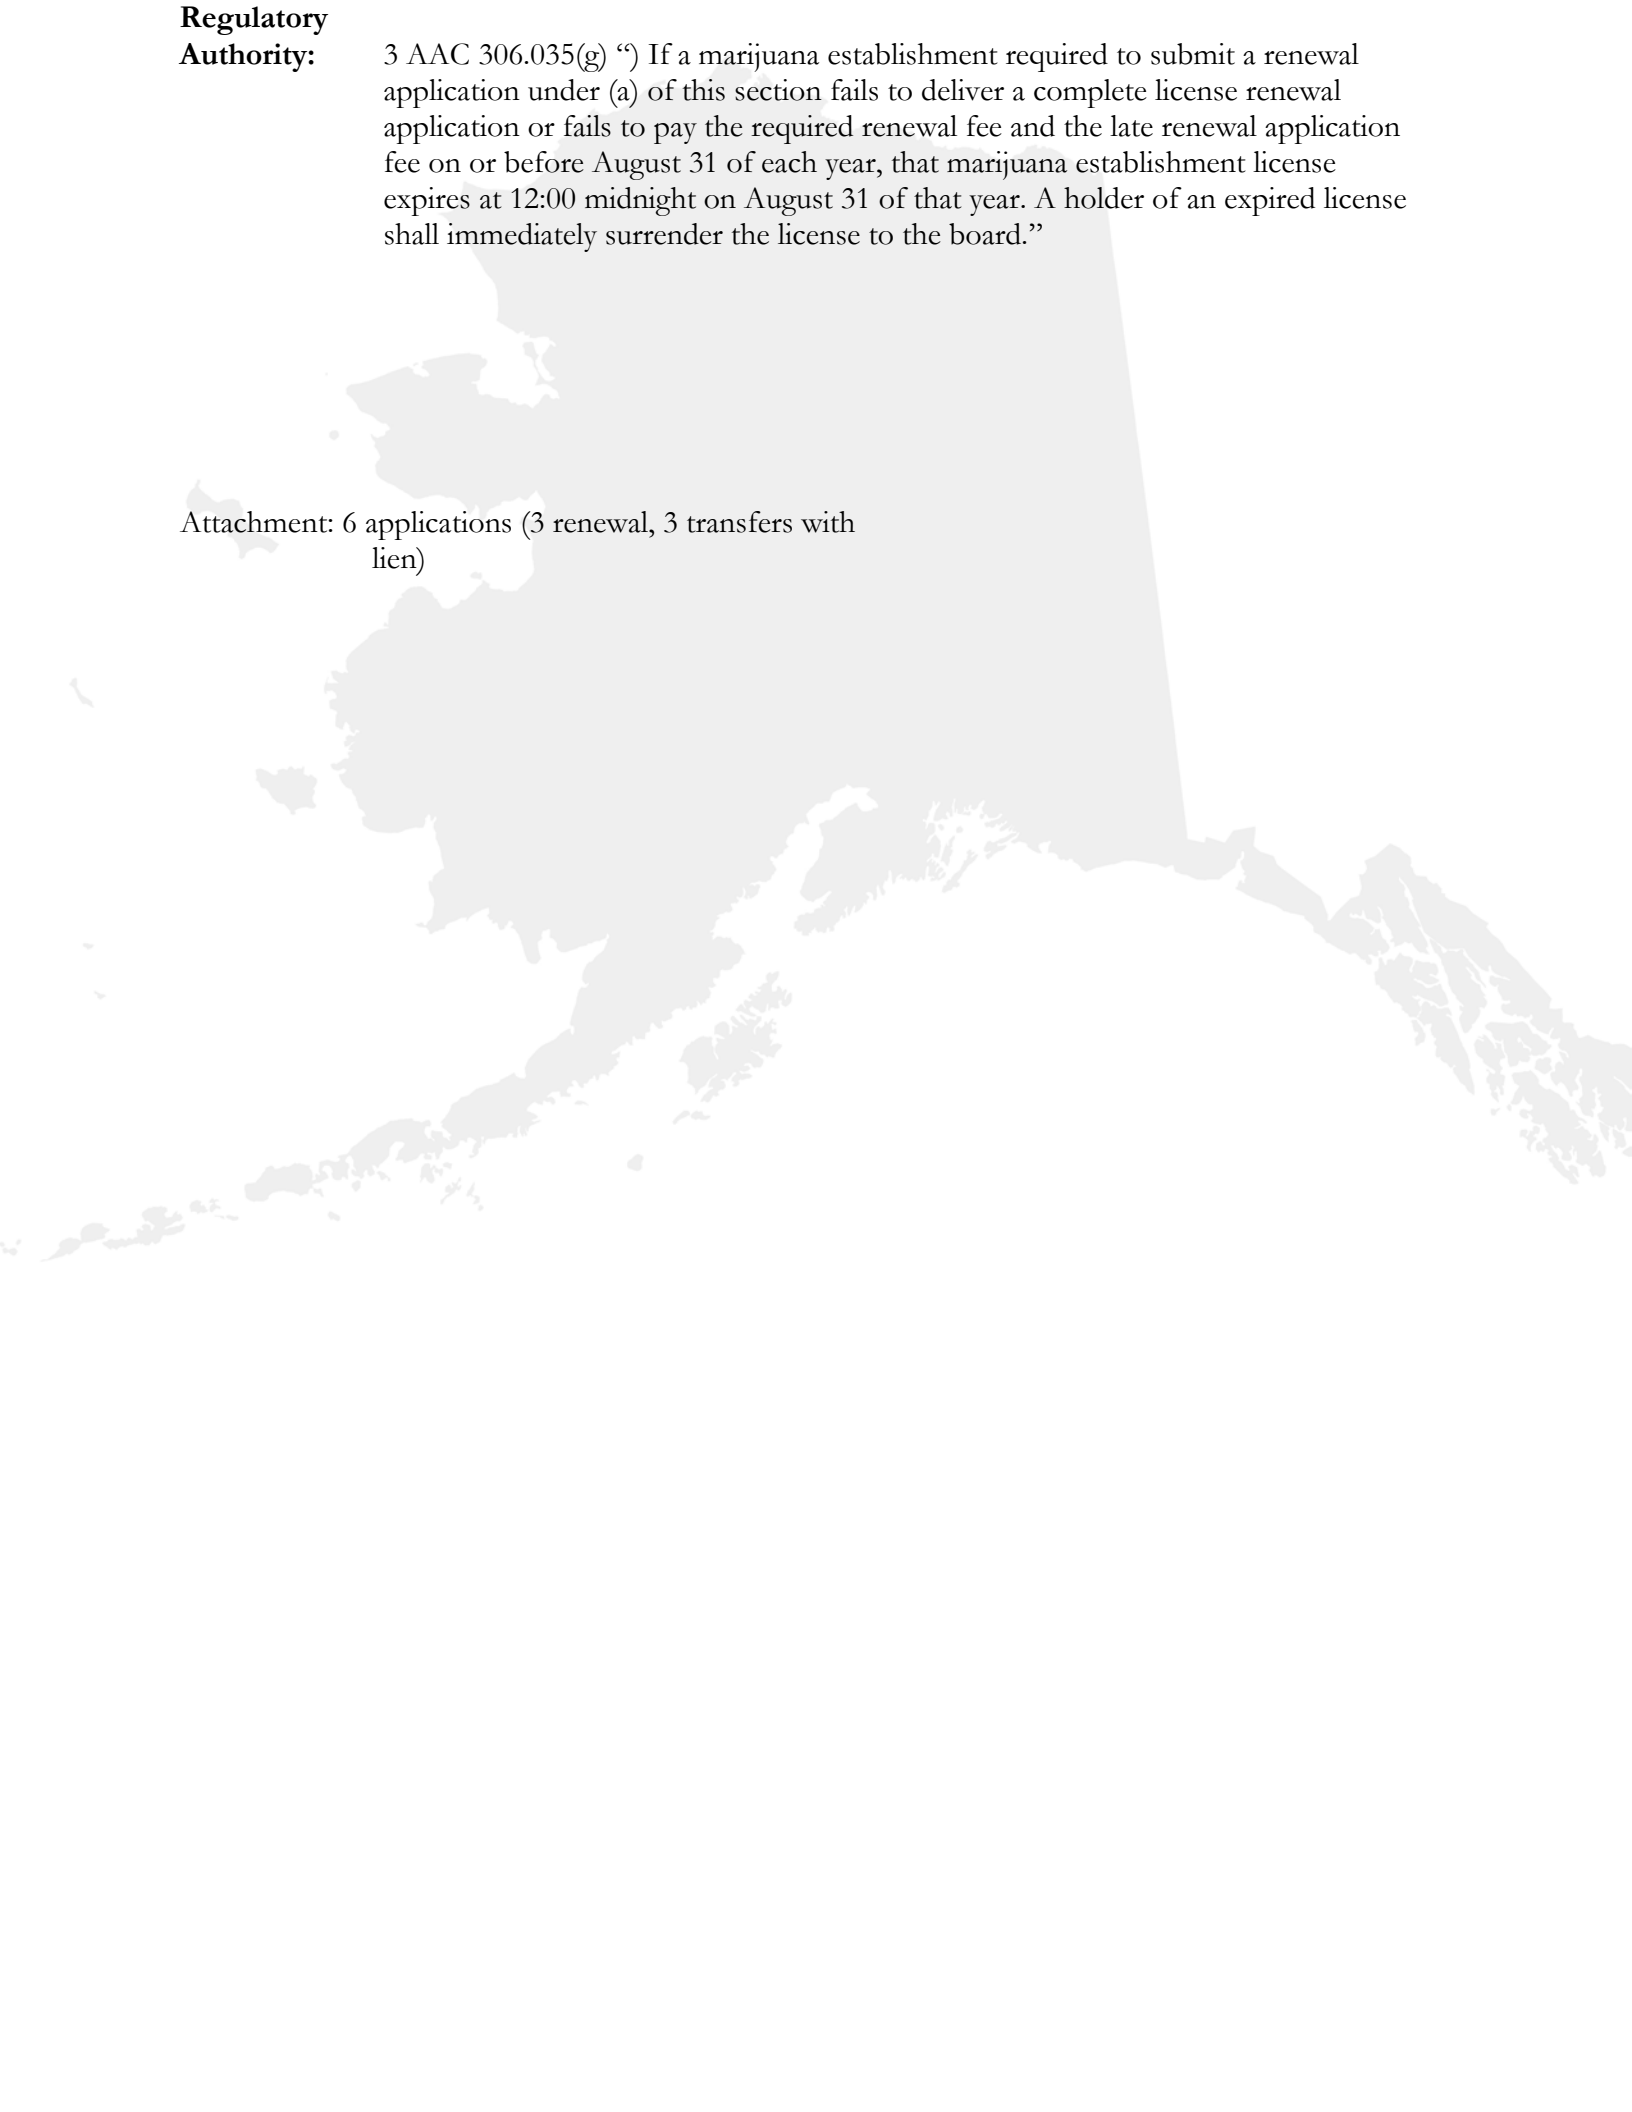 Regulatory
Authority: 3 AAC 306.035(g) “) If a marijuana establishment required to submit a renewal
application under (a) of this section fails to deliver a complete license renewal
application or fails to pay the required renewal fee and the late renewal application
fee on or before August 31 of each year, that marijuana establishment license
expires at 12:00 midnight on August 31 of that year. A holder of an expired license
shall immediately surrender the license to the board.”
Attachment: 6 applications (3 renewal, 3 transfers with
lien)